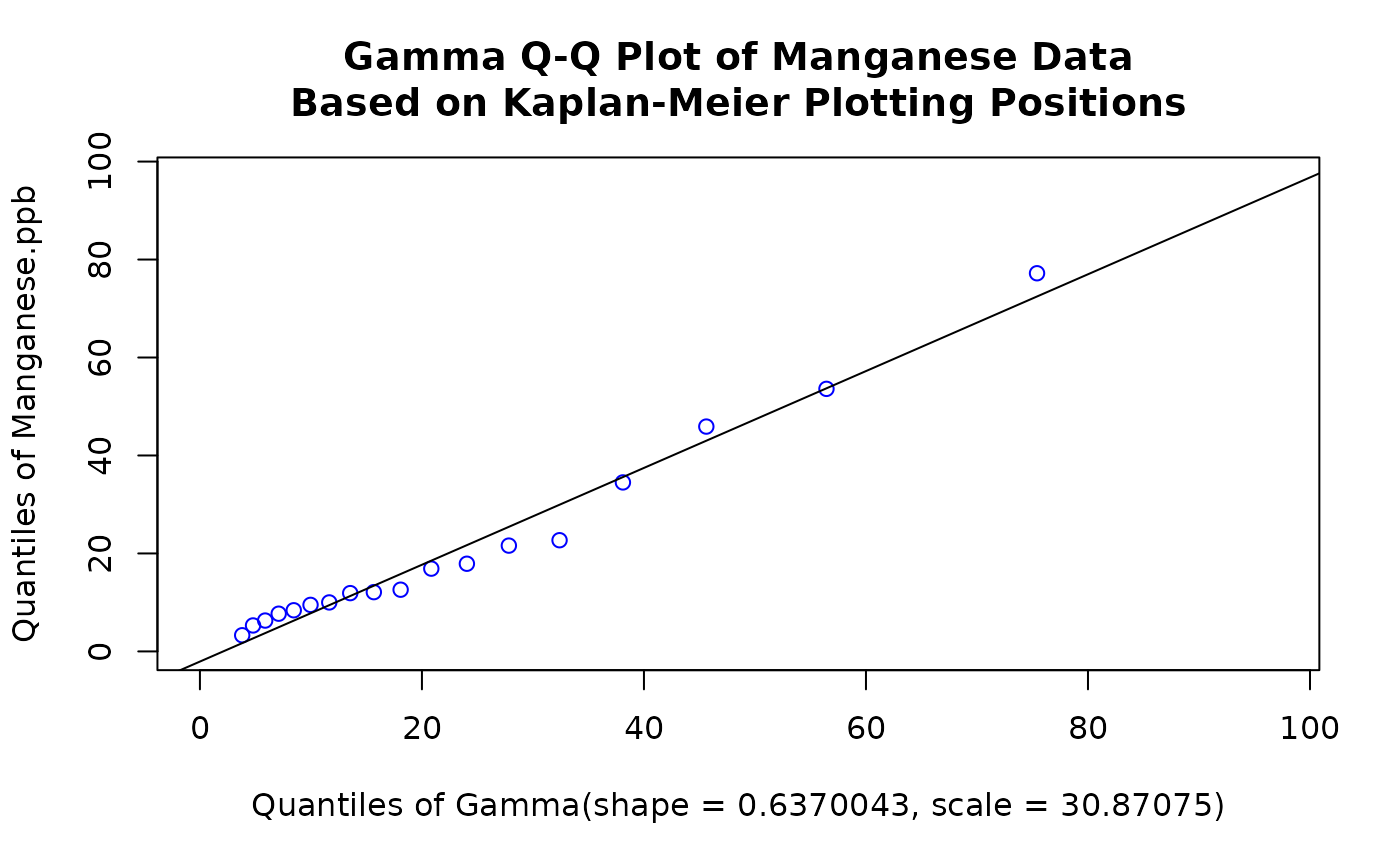 Gamma Q-Q Plot of Manganese Data
Based on Kaplan-Meier Plotting Positions
Quantiles of Manganese.ppb
100
80
60
40
20
0
0 20 40 60 80 100
Quantiles of Gamma(shape = 0.6370043, scale = 30.87075)